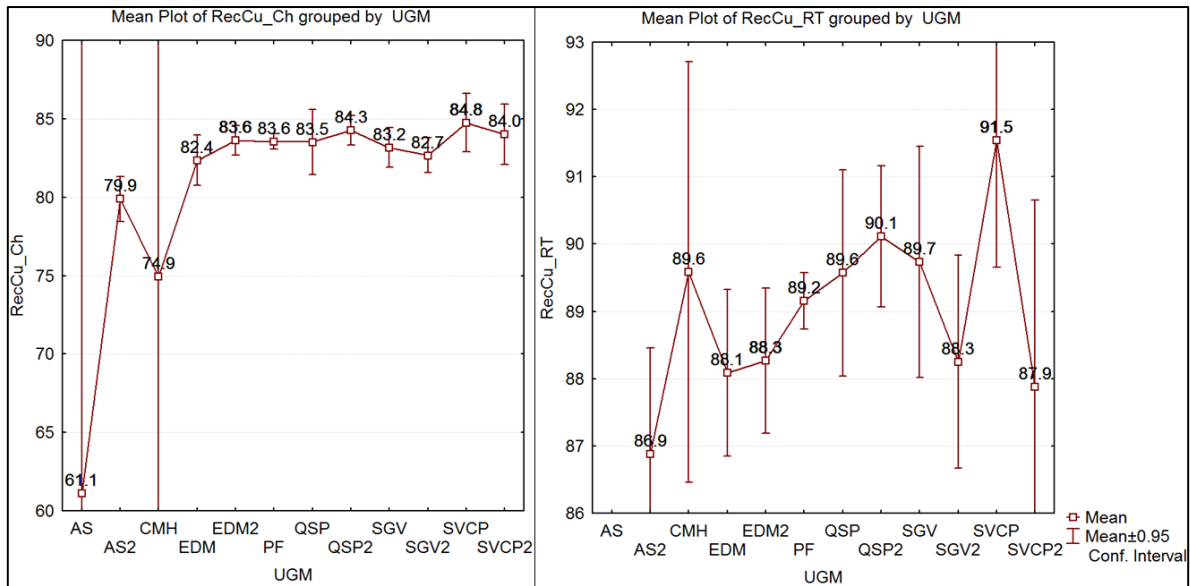 Mean Plot of RecCu_Ch grouped by UGM
90
85
80
75
70
65
60
RecCu_Ch
61.1
79.9
74.9
82.4
83.6
83.6
83.5
84.3
83.2
82.7
84.8
84.0
AS CMH EDM2 QSP SGV SVCP
AS2 EDM PF QSP2 SGV2 SVCP2
UGM
Mean Plot of RecCu_RT grouped by UGM
93
92
91
90
89
88
87
86
RecCu_RT
86.9
89.6
88.1
88.3
89.2
89.6
90.1
89.7
88.3
91.5
87.9
AS CMH EDM2 QSP SGV SVCP
AS2 EDM PF QSP2 SGV2 SVCP2
UGM
Mean
Mean±0.95
Conf. Interval